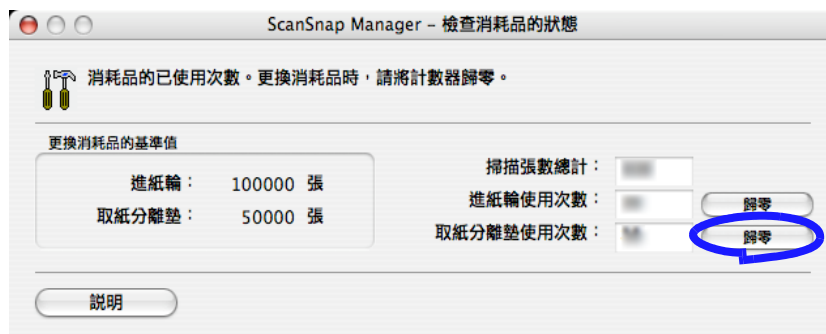 ScanSnap Manager – 檢查消耗品的狀態
消耗品的已使用次數。更換消耗品時，請將計數器歸零。
更換消耗品的基準值
進紙輪： 100000 張
取紙分離墊： 50000 張
掃描張數總計：
進紙輪使用次數： 歸零
取紙分離墊使用次數： 歸零
説明